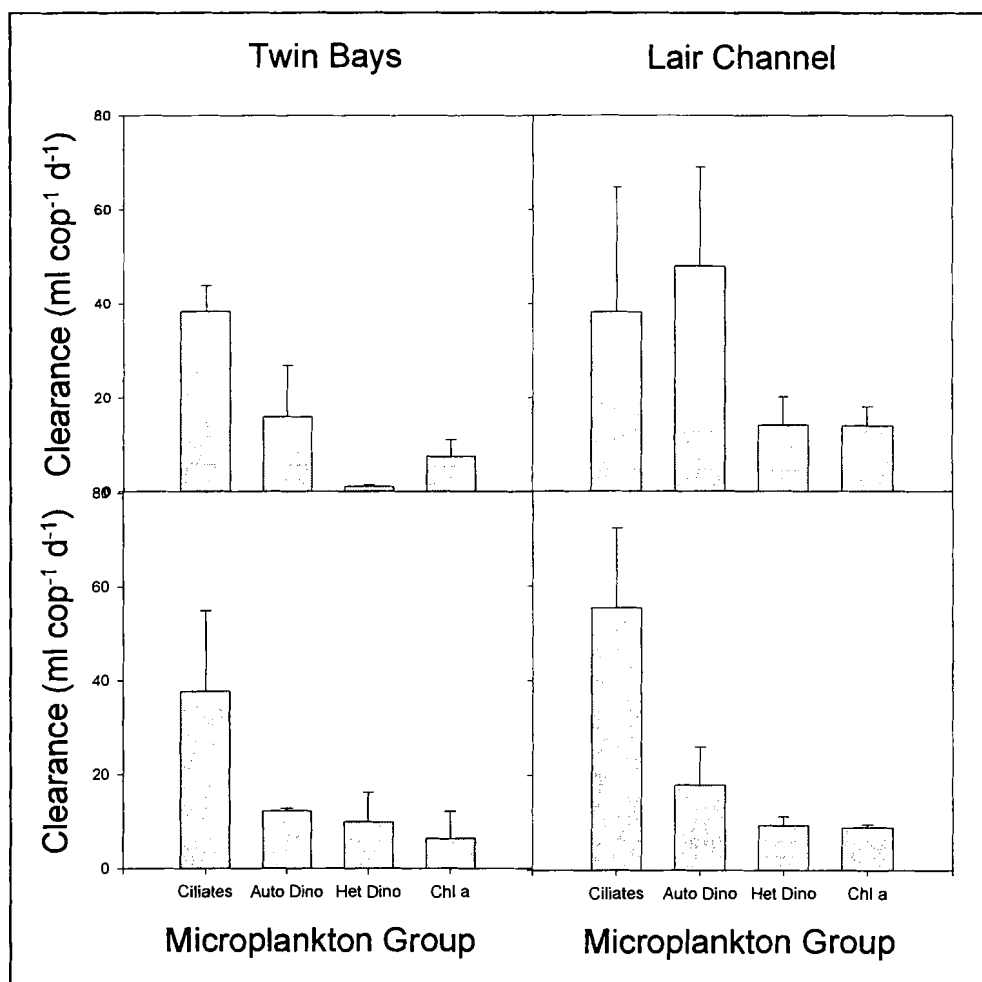 Twin Bays
Lair Channel
Clearance (ml cop⁻¹ d⁻¹)
80
60
40
20
0
Clearance (ml cop⁻¹ d⁻¹)
80
60
40
20
0
Ciliates Auto Dino Het Dino Chl a
Ciliates Auto Dino Het Dino Chl a
Microplankton Group
Microplankton Group